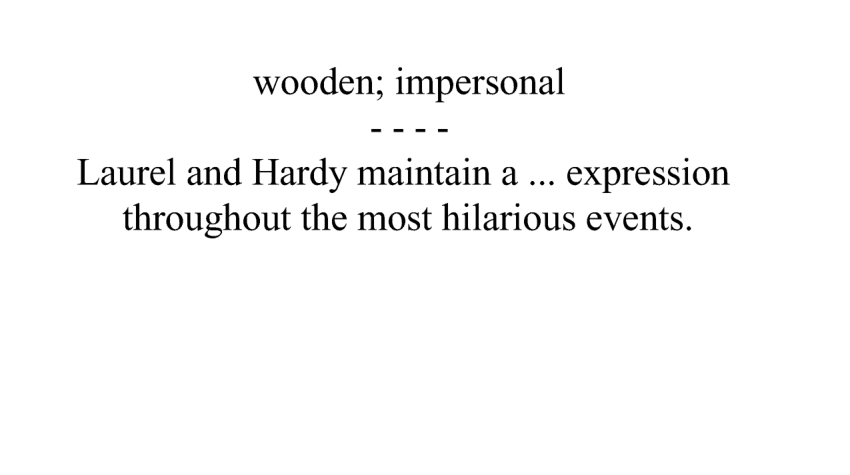 wooden; impersonal
- - - -
Laurel and Hardy maintain a ... expression
throughout the most hilarious events.